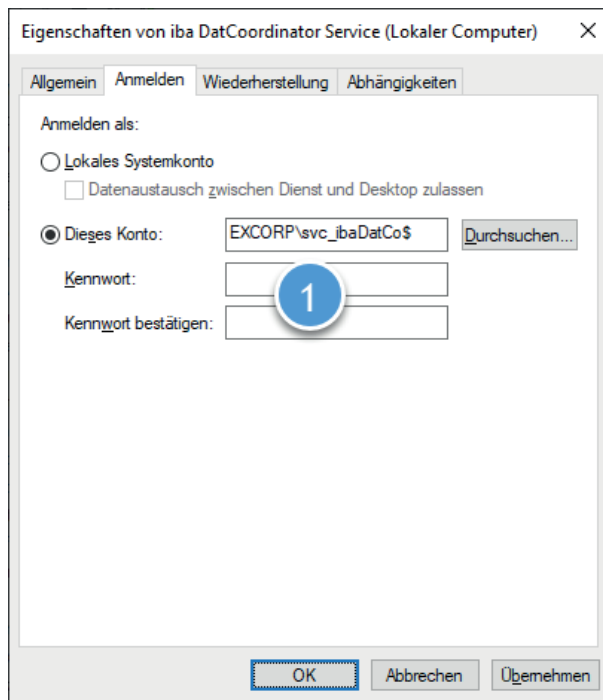 Eigenschaften von iba DatCoordinator Service (Lokaler Computer)
Allgemein Anmelden Wiederherstellung Abhängigkeiten
Anmelden als:
Lokales Systemkonto
Datenaustausch zwischen Dienst und Desktop zulassen
Dieses Konto: EXCORP\svc_ibaDatCo$ Durchsuchen...
Kennwort:
1
Kennwort bestätigen:
OK Abbrechen Übernehmen